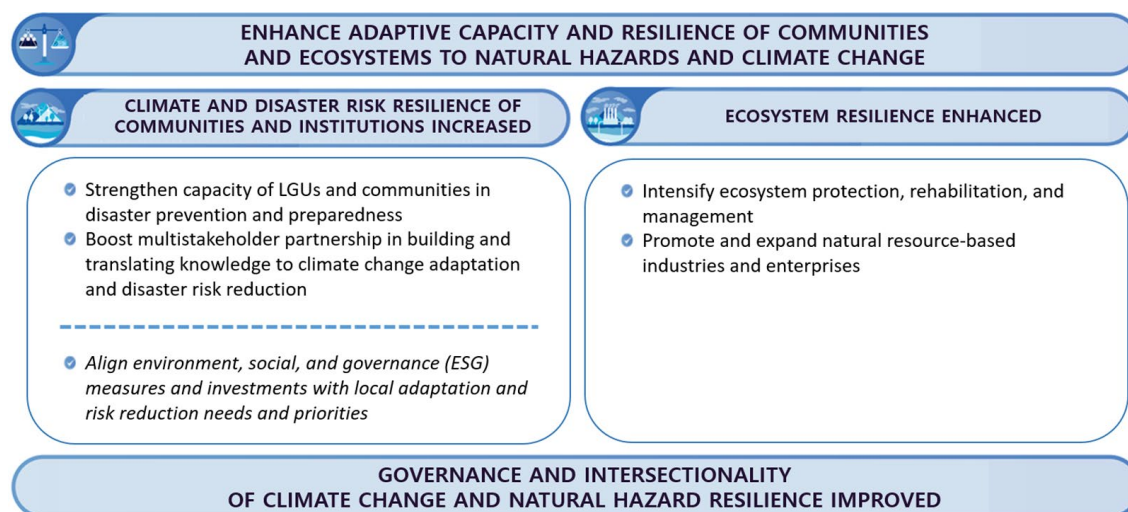 ENHANCE ADAPTIVE CAPACITY AND RESILIENCE OF COMMUNITIES
AND ECOSYSTEMS TO NATURAL HAZARDS AND CLIMATE CHANGE
CLIMATE AND DISASTER RISK RESILIENCE OF
COMMUNITIES AND INSTITUTIONS INCREASED
Strengthen capacity of LGUs and communities in
disaster prevention and preparedness
Boost multistakeholder partnership in building and
translating knowledge to climate change adaptation
and disaster risk reduction
Align environment, social, and governance (ESG)
measures and investments with local adaptation and
risk reduction needs and priorities
ECOSYSTEM RESILIENCE ENHANCED
Intensify ecosystem protection, rehabilitation, and
management
Promote and expand natural resource-based
industries and enterprises
GOVERNANCE AND INTERSECTIONALITY
OF CLIMATE CHANGE AND NATURAL HAZARD RESILIENCE IMPROVED